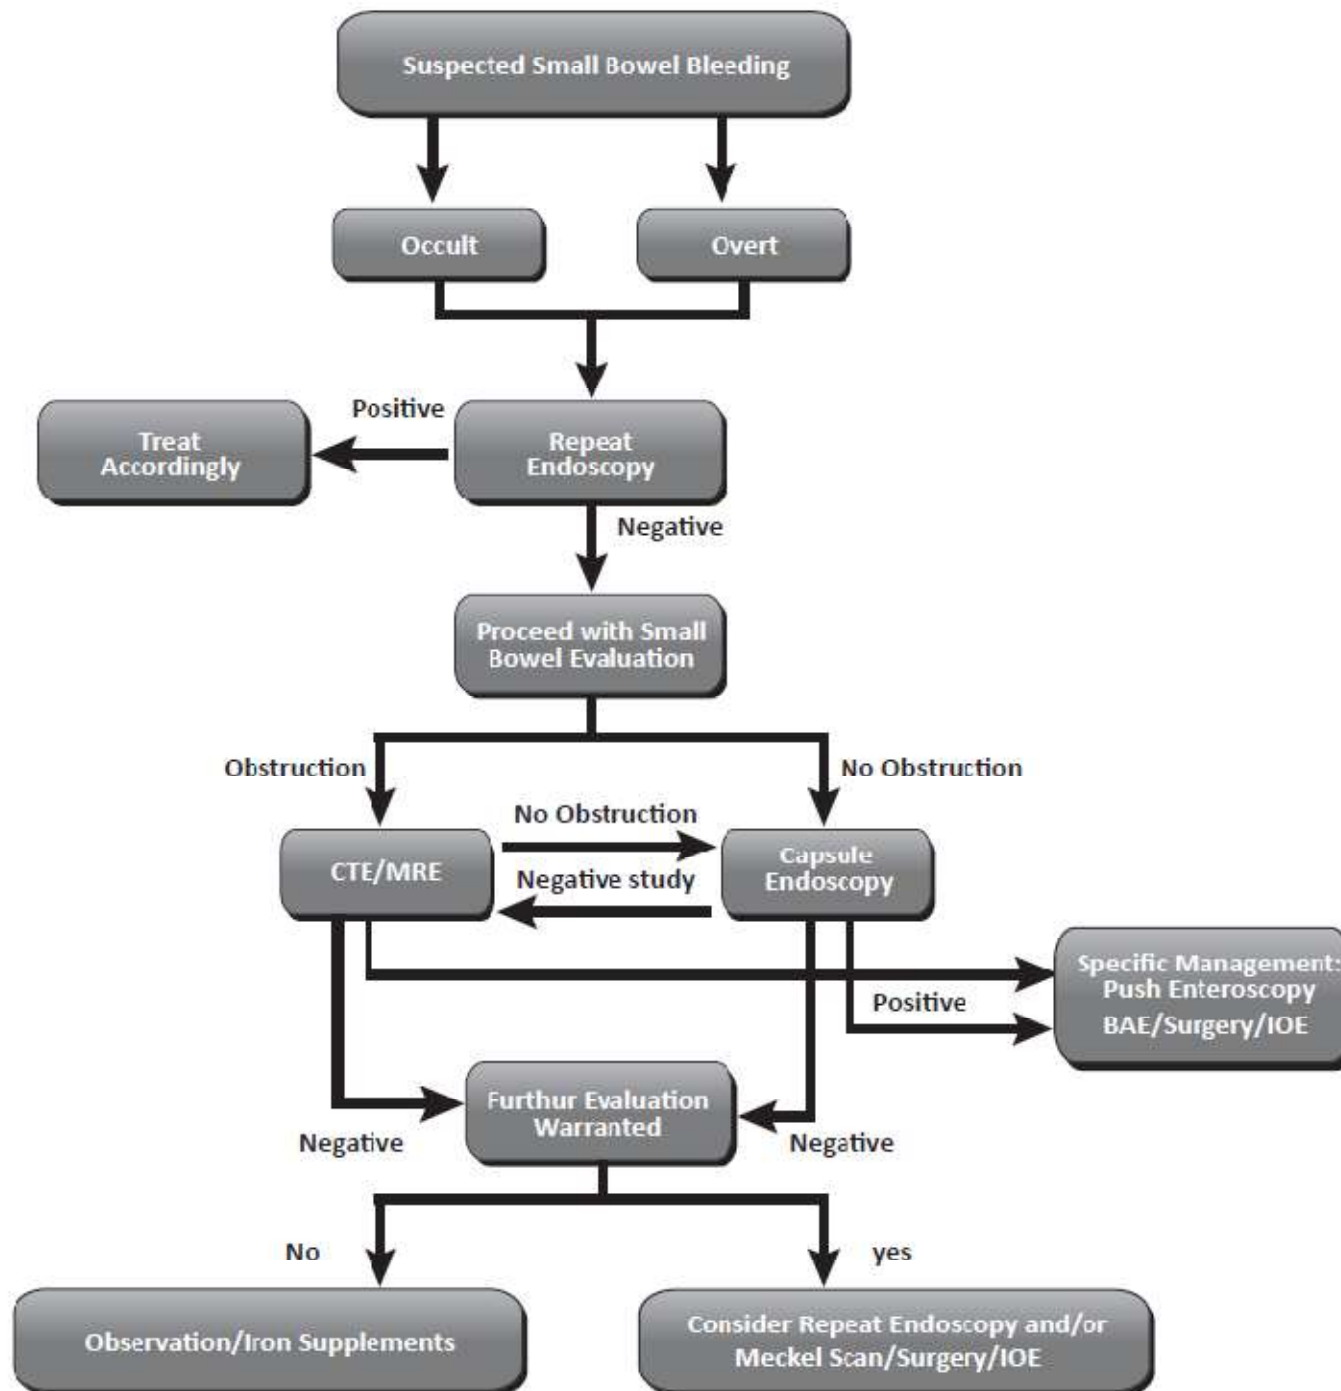 Suspected Small Bowel Bleeding
Occult
Overt
Positive
Treat
Accordingly
Repeat
Endoscopy
Negative
Proceed with Small
Bowel Evaluation
Obstruction
No Obstruction
No Obstruction
CTE/MRE
Capsule
Endoscopy
Negative study
Specific Management:
Push Enteroscopy
BAE/Surgery/IOE
Positive
Furthur Evaluation
Warranted
Negative
Negative
No
yes
Observation/Iron Supplements
Consider Repeat Endoscopy and/or
Meckel Scan/Surgery/IOE